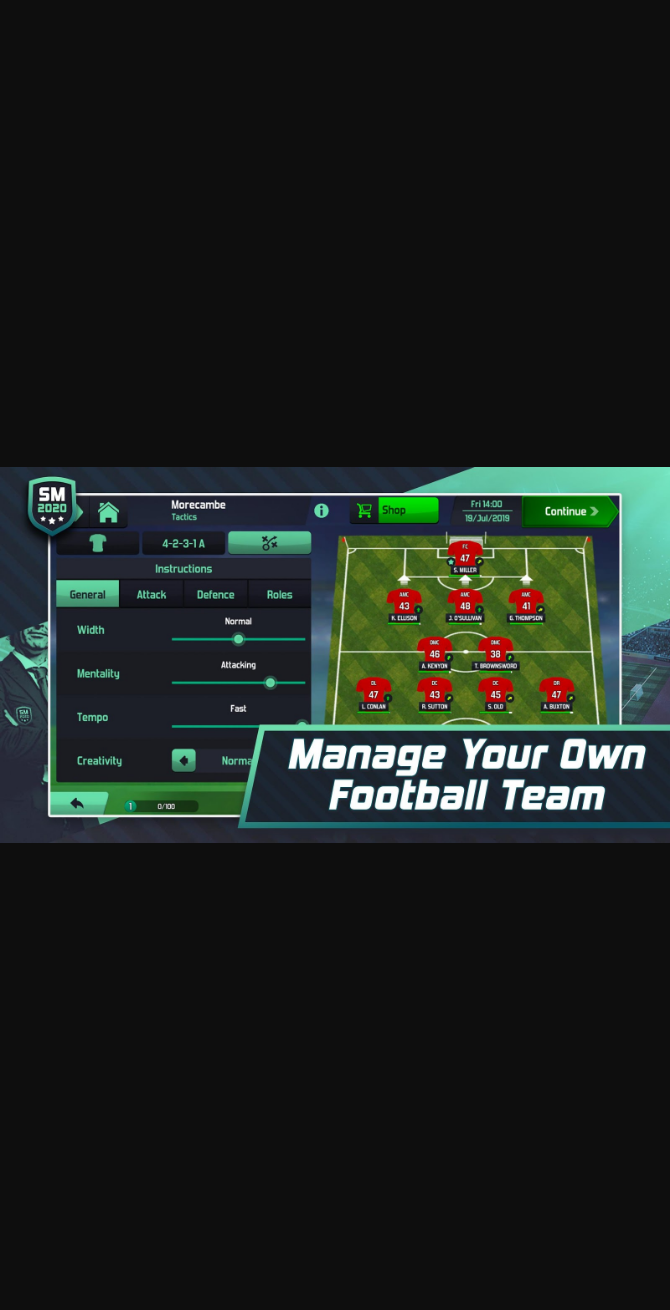 SM
2020
Morecambe
Tactics
Shop
Fri 14:00
19/Jul/2019
Continue
4-2-3-1 A
Instructions
General
Attack
Defence
Roles
Width
Normal
Mentality
Attacking
Tempo
Fast
Creativity
Norma
1
0/100
FC
47
S. MILLER
AMC
43
K. ELLISON
AMC
48
J. O'SULLIVAN
AMC
41
G. THOMPSON
DMC
46
A. KENYON
DMC
38
T. BROWNSWORD
DL
47
L. CONLAN
DC
43
R. SUTTON
DC
45
S. OLD
DR
47
A. BUXTON
Manage Your Own
Football Team